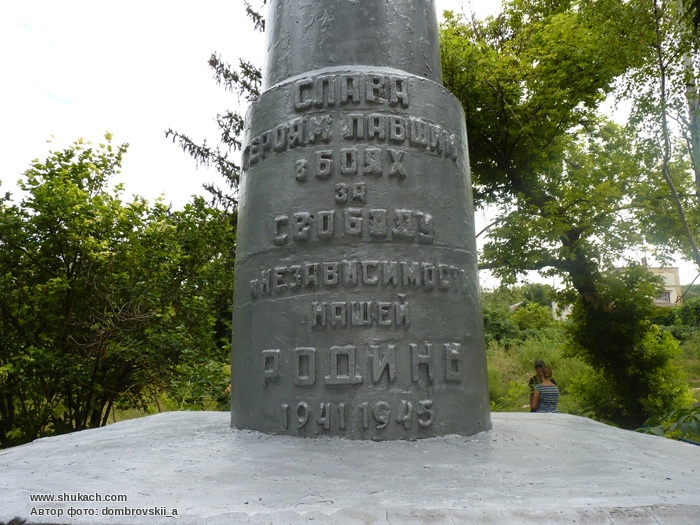 СЛАВА
ГЕРОЯМ ПАВШИМ
в БОЯХ
ЗА
СВОБОДУ
и НЕЗАВИСИМОСТЬ
НАШЕЙ
РОДИНЫ
1941 1945
www.shukach.com
Автор фото: dombrovskii_a